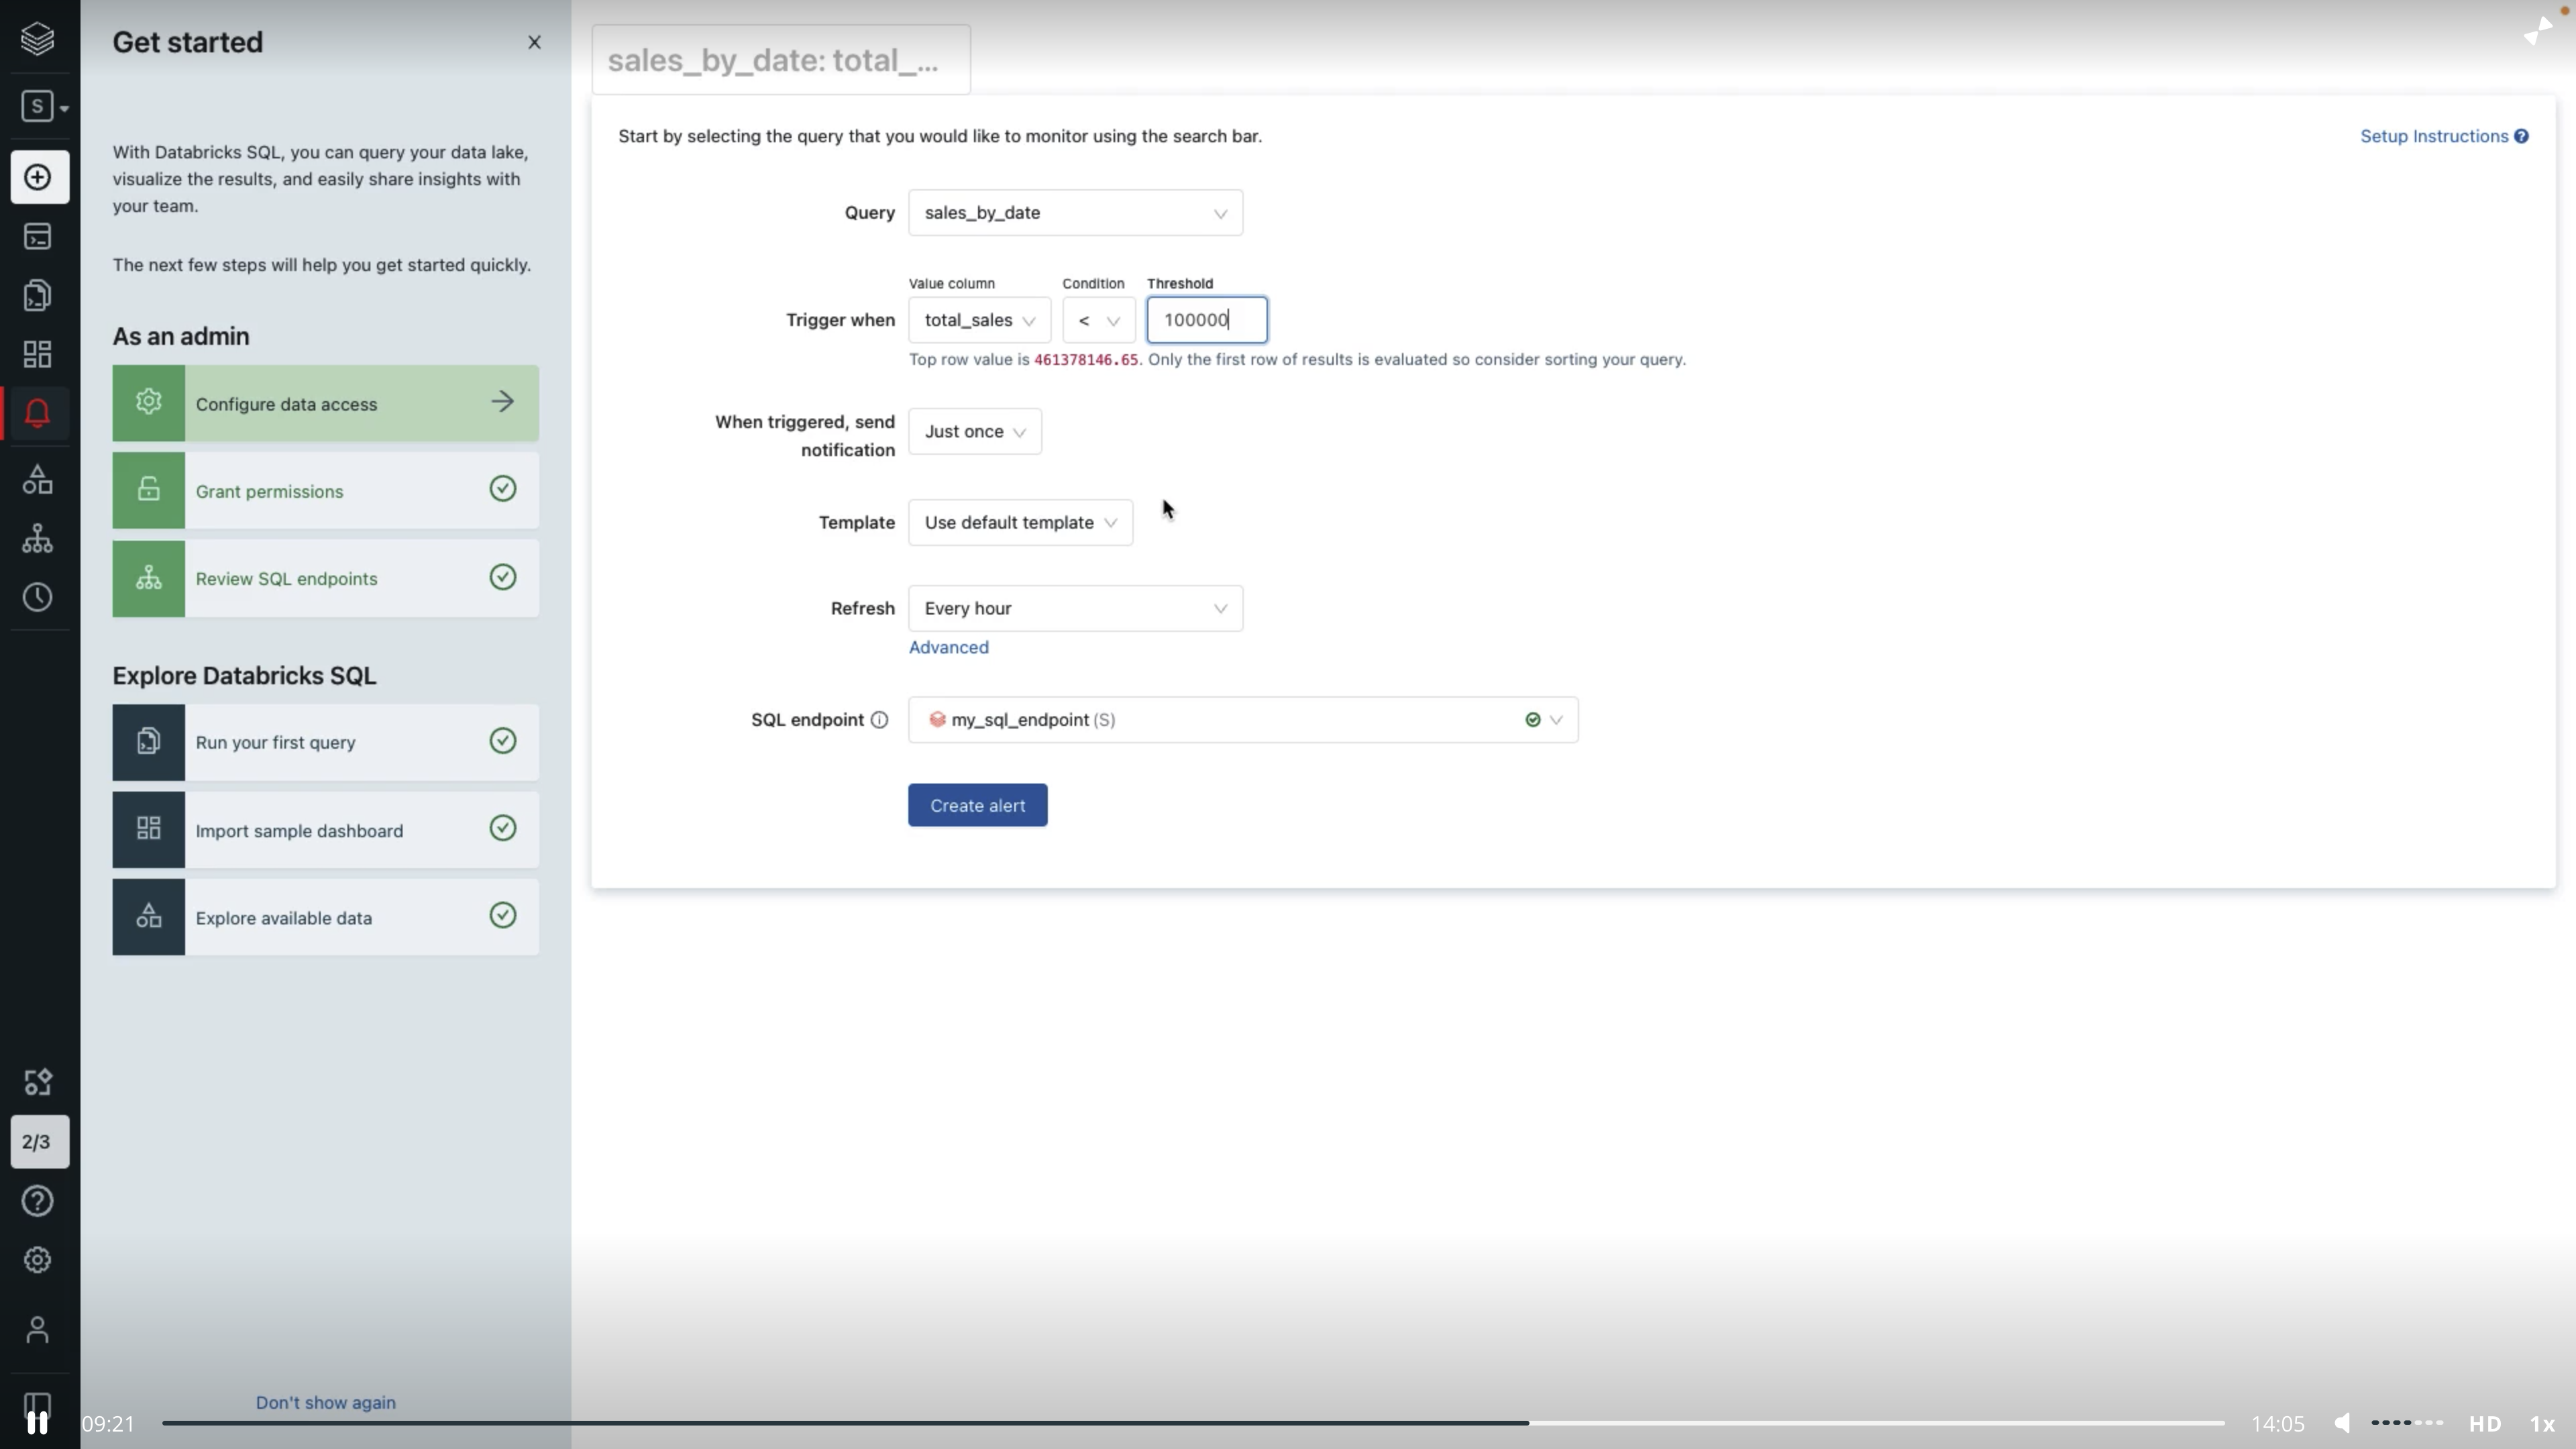 Get started
S
With Databricks SQL, you can query your data lake,
visualize the results, and easily share insights with
your team.
The next few steps will help you get started quickly.
As an admin
Configure data access
Grant permissions
Review SQL endpoints
Explore Databricks SQL
Run your first query
Import sample dashboard
Explore available data
2/3
Don't show again
sales_by_date: total_...
Start by selecting the query that you would like to monitor using the search bar.
Setup Instructions
Query sales_by_date
Value column Condition Threshold
Trigger when total_sales < 100000
Top row value is 461378146.65. Only the first row of results is evaluated so consider sorting your query.
When triggered, send
notification
Just once
Template Use default template
Refresh Every hour
Advanced
SQL endpoint my_sql_endpoint (S)
Create alert
09:21 14:05 HD 1x